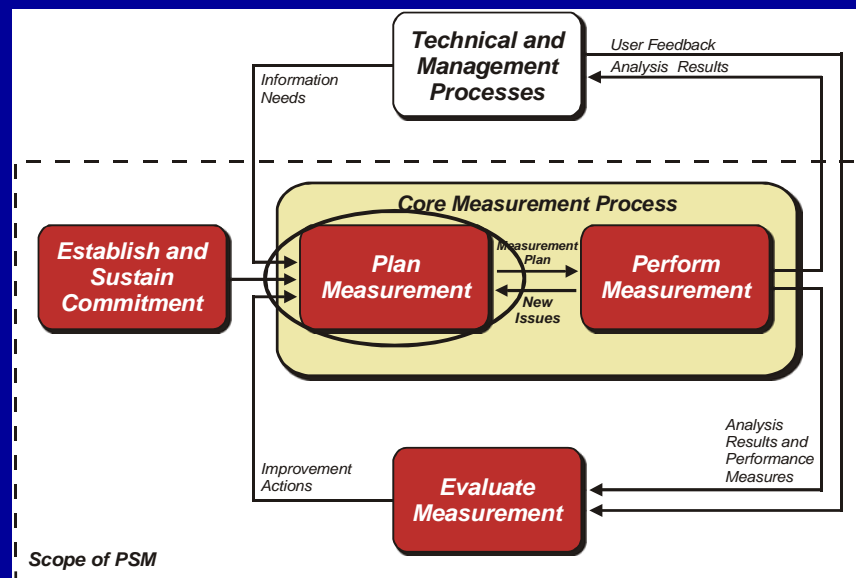 Technical and
Management
Processes
User Feedback
Analysis Results
Information
Needs
Core Measurement Process
Establish and
Sustain
Commitment
Plan
Measurement
Measurement
Plan
New
Issues
Perform
Measurement
Improvement
Actions
Evaluate
Measurement
Analysis
Results and
Performance
Measures
Scope of PSM